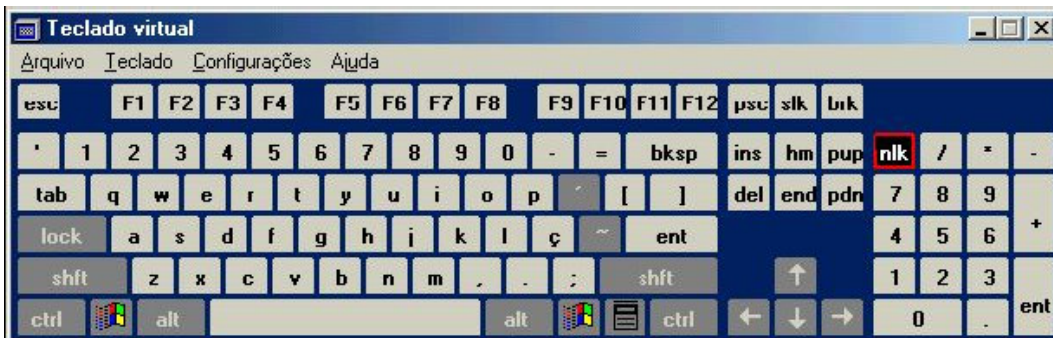 Teclado virtual
Arquivo Teclado Configurações Ajuda
esc F1 F2 F3 F4 F5 F6 F7 F8 F9 F10 F11 F12 psc slk brk
' 1 2 3 4 5 6 7 8 9 0 - = bksp ins hm pup nlk / * -
tab q w e r t y u i o p ´ [ ] del end pdn 7 8 9 +
lock a s d f g h j k l ç ~ ent 4 5 6
shft z x c v b n m , . ; shft ↑ 1 2 3 ent
ctrl alt alt ctrl ← ↓ → 0 .